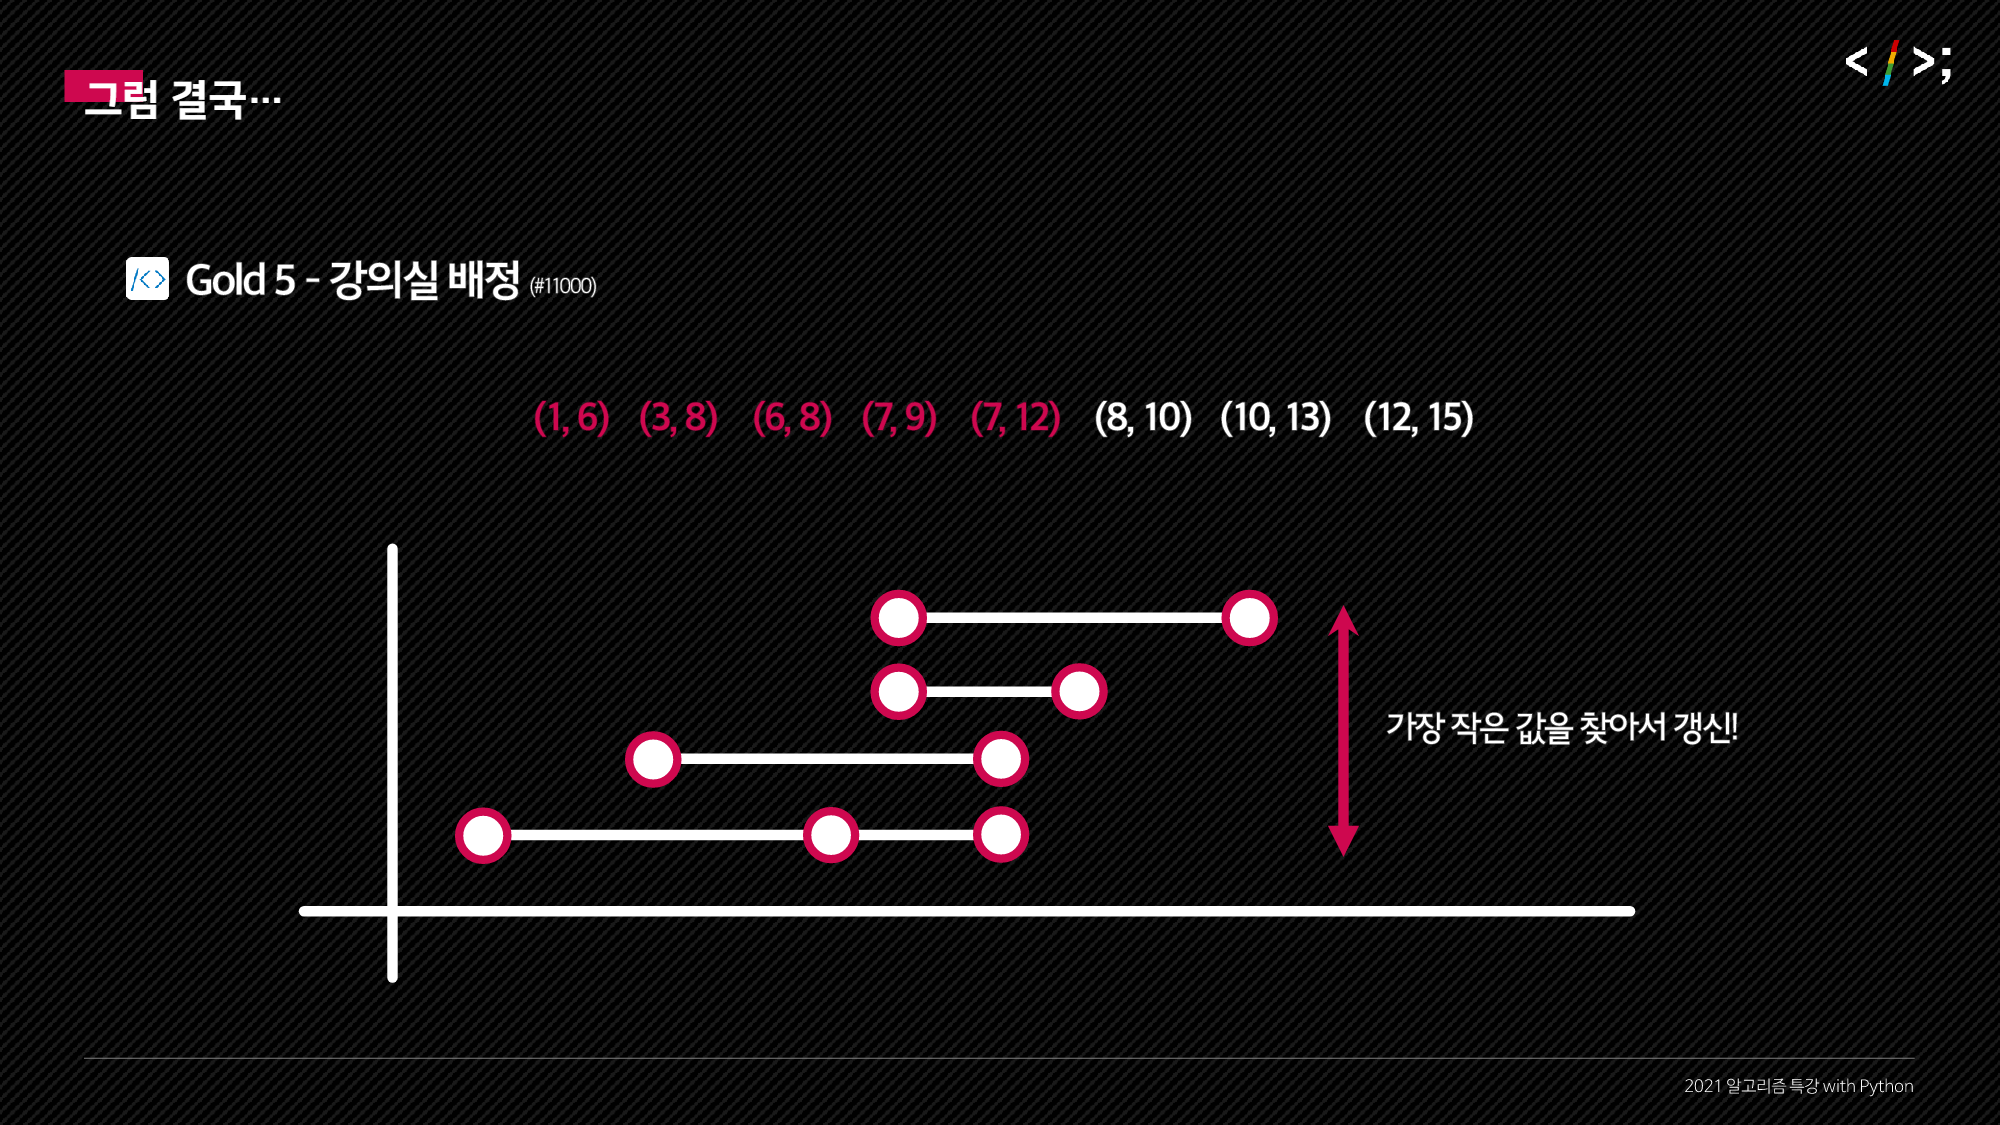 그럼 결국…
</>;
/<> Gold 5 - 강의실 배정 (#11000)
(1, 6) (3, 8) (6, 8) (7, 9) (7, 12) (8, 10) (10, 13) (12, 15)
가장 작은 값을 찾아서 갱신!
2021 알고리즘 특강 with Python